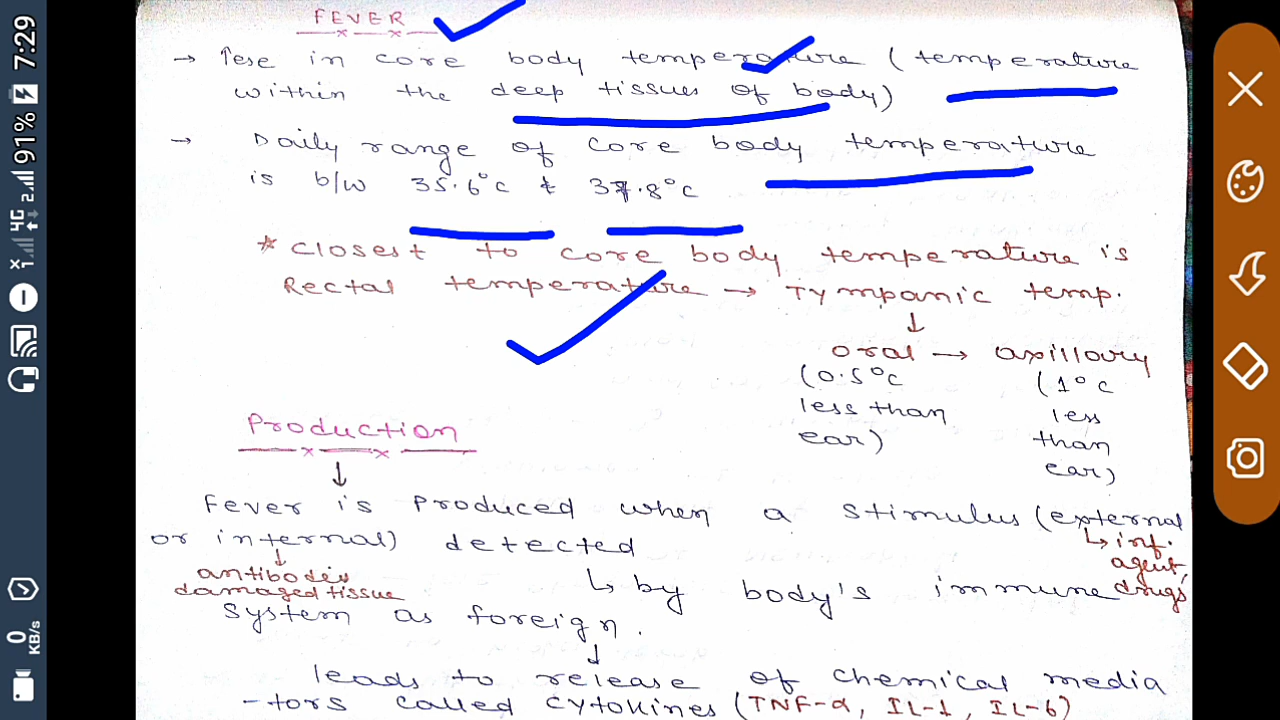 7:29
91%
4G
0 KB/s
FEVER
→ ↑ese in core body temperature (temperature
within the deep tissues of body)
→ Daily range of core body temperature
is b/w 35.6°C & 37.8°C
* Closest to core body temperature is
Rectal temperature → Tympanic temp.
↓
oral → axillary
(0.5°C (1°C
less than less
ear) than
ear)
Production
↓
Fever is produced when a stimulus (external
or internal) detected ↳ inf.
↓ agent,
antibodies ↳ by body's immune drugs
damaged tissue
system as foreign.
↓
leads to release of chemical media
-tors called cytokines (TNF-α, IL-1, IL-6)